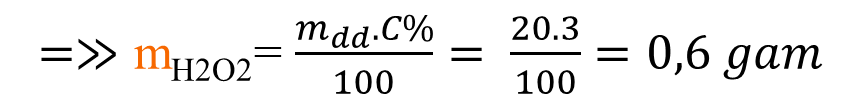 =≫ mH2O2 = mdd.C%/100 = 20.3/100 = 0,6 gam